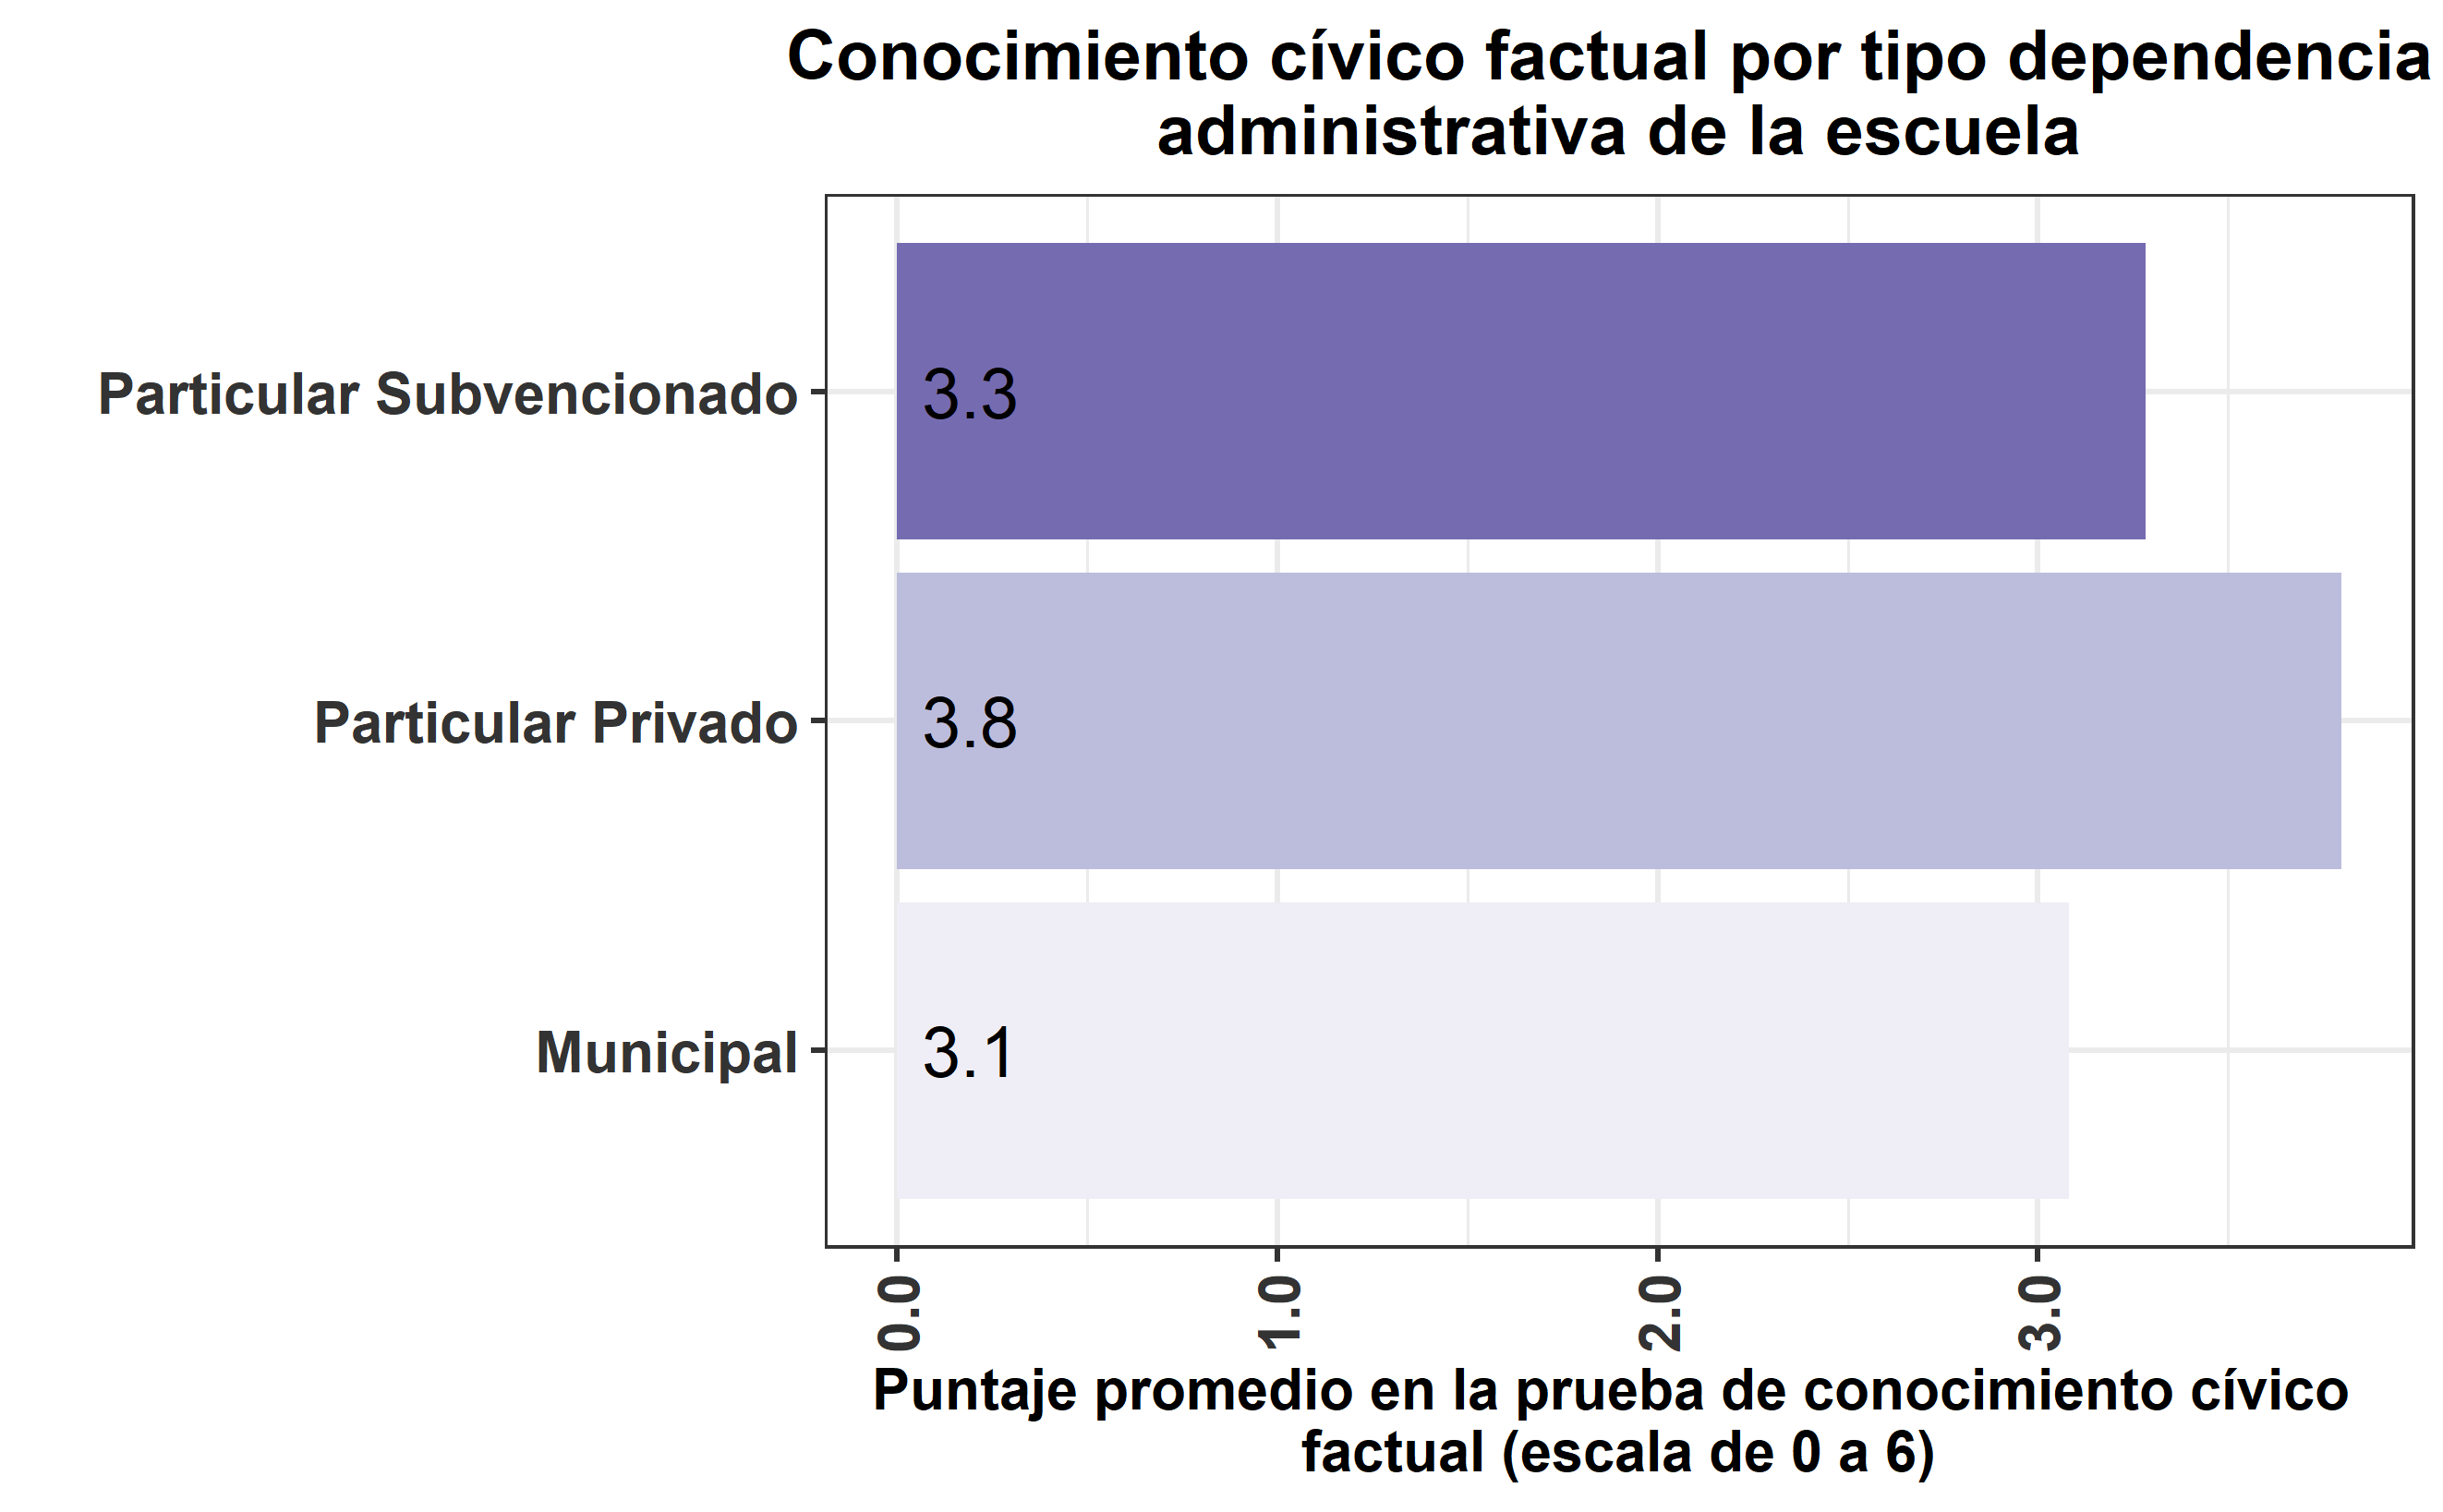 Conocimiento cívico factual por tipo dependencia
administrativa de la escuela
Particular Subvencionado
3.3
Particular Privado
3.8
Municipal
3.1
0.0
1.0
2.0
3.0
Puntaje promedio en la prueba de conocimiento cívico
factual (escala de 0 a 6)